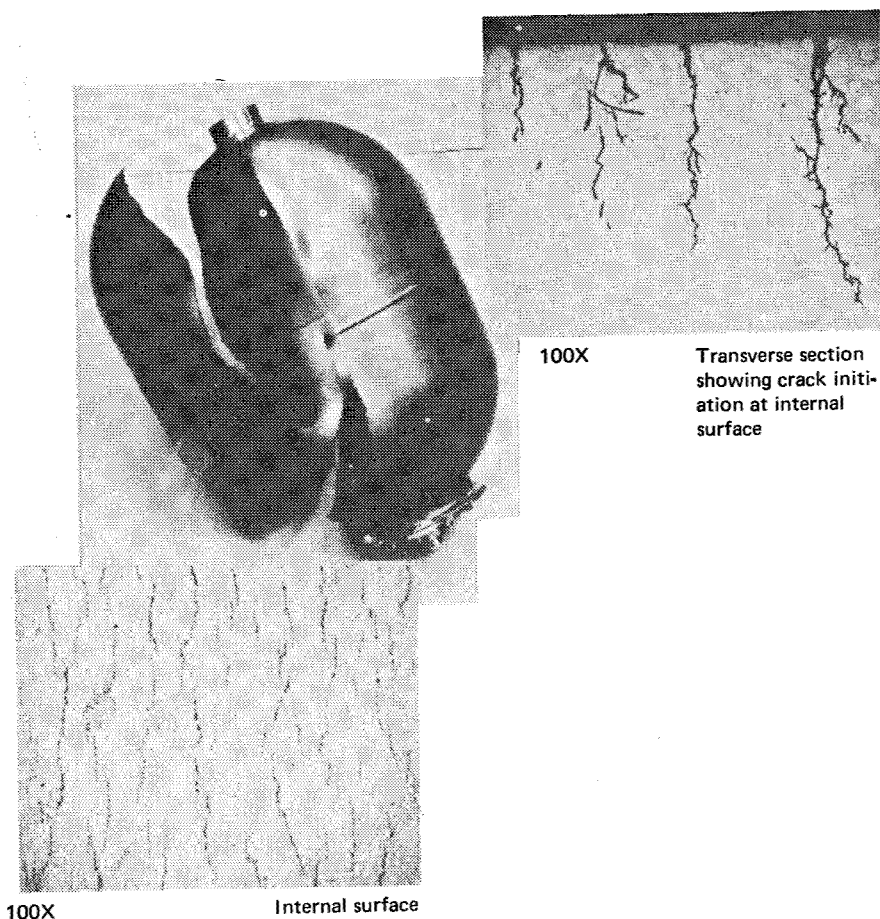 100X
Transverse section
showing crack initi-
ation at internal
surface
100X
Internal surface